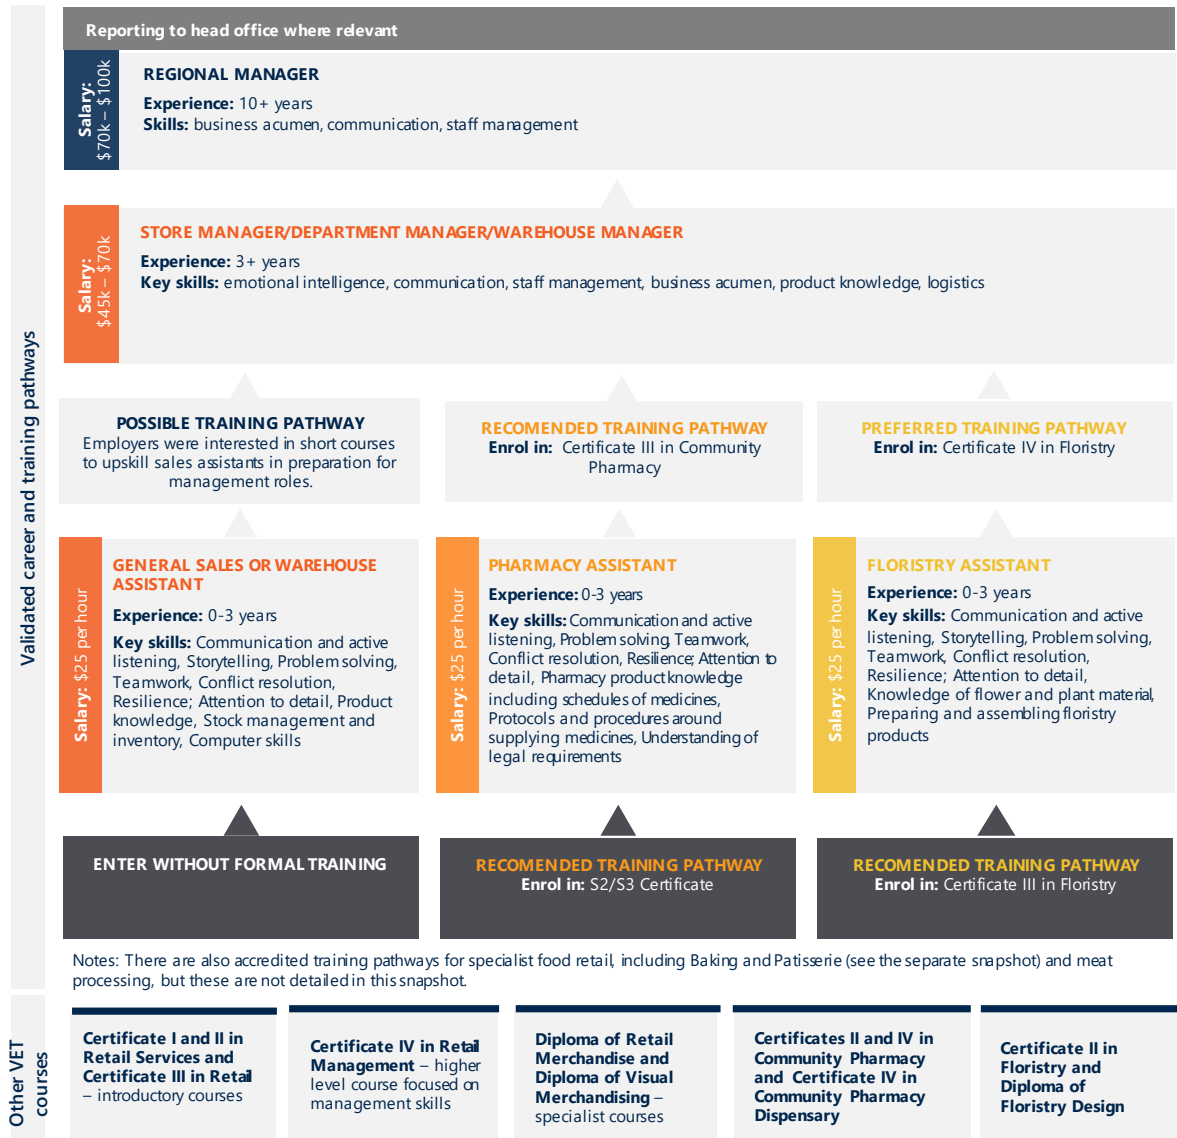 Reporting to head office where relevant
Validated career and training pathways
Salary:
$70k – $100k
REGIONAL MANAGER
Experience: 10+ years
Skills: business acumen, communication, staff management
Salary:
$45k – $70k
STORE MANAGER/DEPARTMENT MANAGER/WAREHOUSE MANAGER
Experience: 3+ years
Key skills: emotional intelligence, communication, staff management, business acumen, product knowledge, logistics
POSSIBLE TRAINING PATHWAY
Employers were interested in short courses
to upskill sales assistants in preparation for
management roles.
RECOMENDED TRAINING PATHWAY
Enrol in: Certificate III in Community
Pharmacy
PREFERRED TRAINING PATHWAY
Enrol in: Certificate IV in Floristry
Salary: $25 per hour
GENERAL SALES OR WAREHOUSE
ASSISTANT
Experience: 0-3 years
Key skills: Communication and active
listening, Storytelling, Problem solving,
Teamwork, Conflict resolution,
Resilience; Attention to detail, Product
knowledge, Stock management and
inventory, Computer skills
Salary: $25 per hour
PHARMACY ASSISTANT
Experience: 0-3 years
Key skills: Communication and active
listening, Problem solving, Teamwork,
Conflict resolution, Resilience; Attention to
detail, Pharmacy product knowledge
including schedules of medicines,
Protocols and procedures around
supplying medicines, Understanding of
legal requirements
Salary: $25 per hour
FLORISTRY ASSISTANT
Experience: 0-3 years
Key skills: Communication and active
listening, Storytelling, Problem solving,
Teamwork, Conflict resolution,
Resilience; Attention to detail,
Knowledge of flower and plant material,
Preparing and assembling floristry
products
ENTER WITHOUT FORMAL TRAINING
RECOMENDED TRAINING PATHWAY
Enrol in: S2/S3 Certificate
RECOMENDED TRAINING PATHWAY
Enrol in: Certificate III in Floristry
Notes: There are also accredited training pathways for specialist food retail, including Baking and Patisserie (see the separate snapshot) and meat
processing, but these are not detailed in this snapshot.
Other VET
courses
Certificate I and II in
Retail Services and
Certificate III in Retail
– introductory courses
Certificate IV in Retail
Management – higher
level course focused on
management skills
Diploma of Retail
Merchandise and
Diploma of Visual
Merchandising –
specialist courses
Certificates II and IV in
Community Pharmacy
and Certificate IV in
Community Pharmacy
Dispensary
Certificate II in
Floristry and
Diploma of
Floristry Design